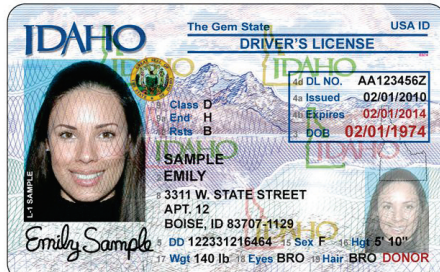 IDAHO
The Gem State
USA ID
DRIVER'S LICENSE
4d DL NO. AA123456Z
4a Issued 02/01/2010
4b Expires 02/01/2014
3 DOB 02/01/1974
9 Class D
9a End H
Rsts B
SAMPLE
EMILY
8 3311 W. STATE STREET
APT. 12
BOISE, ID 83707-1129
5 DD 122331216464 15 Sex F 16 Hgt 5' 10"
17 Wgt 140 lb 18 Eyes BRO 19 Hair BRO DONOR
L-1 SAMPLE
Emily Sample
IDAHO
IDAHO
IDAHO